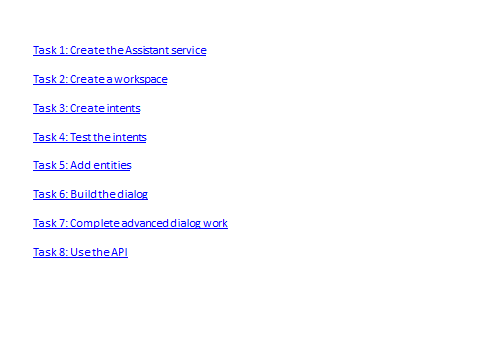 Task 1: Create the Assistant service
Task 2: Create a workspace
Task 3: Create intents
Task 4: Test the intents
Task 5: Add entities
Task 6: Build the dialog
Task 7: Complete advanced dialog work
Task 8: Use the API